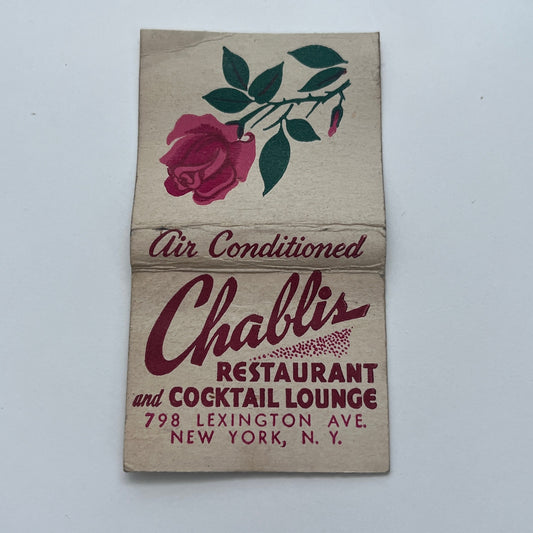 Air Conditioned
Chablis
RESTAURANT
and COCKTAIL LOUNGE
798 LEXINGTON AVE.
NEW YORK, N. Y.